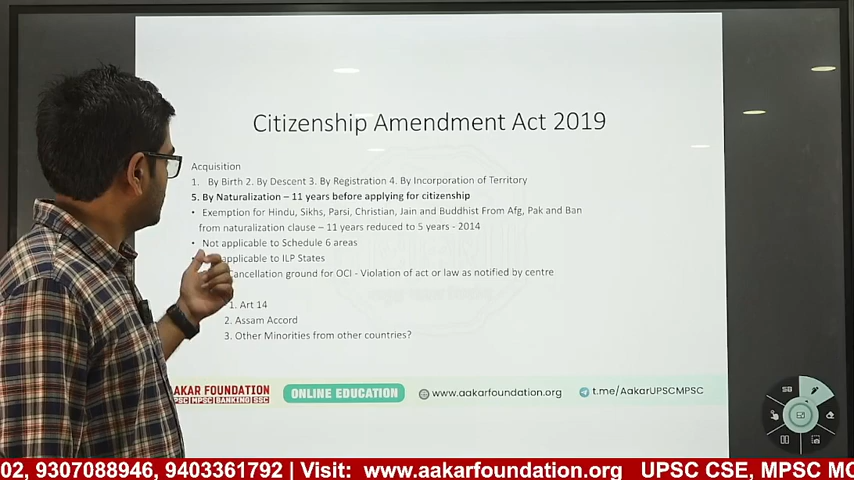 Citizenship Amendment Act 2019
Acquisition
1. By Birth 2. By Descent 3. By Registration 4. By Incorporation of Territory
5. By Naturalization – 11 years before applying for citizenship
• Exemption for Hindu, Sikhs, Parsi, Christian, Jain and Buddhist From Afg, Pak and Ban
from naturalization clause – 11 years reduced to 5 years - 2014
• Not applicable to Schedule 6 areas
applicable to ILP States
Cancellation ground for OCI - Violation of act or law as notified by centre
1. Art 14
2. Assam Accord
3. Other Minorities from other countries?
AAKAR FOUNDATION
UPSC|MPSC|BANKING|SSC
ONLINE EDUCATION
www.aakarfoundation.org
t.me/AakarUPSCMPSC
02, 9307088946, 9403361792 | Visit: www.aakarfoundation.org UPSC CSE, MPSC